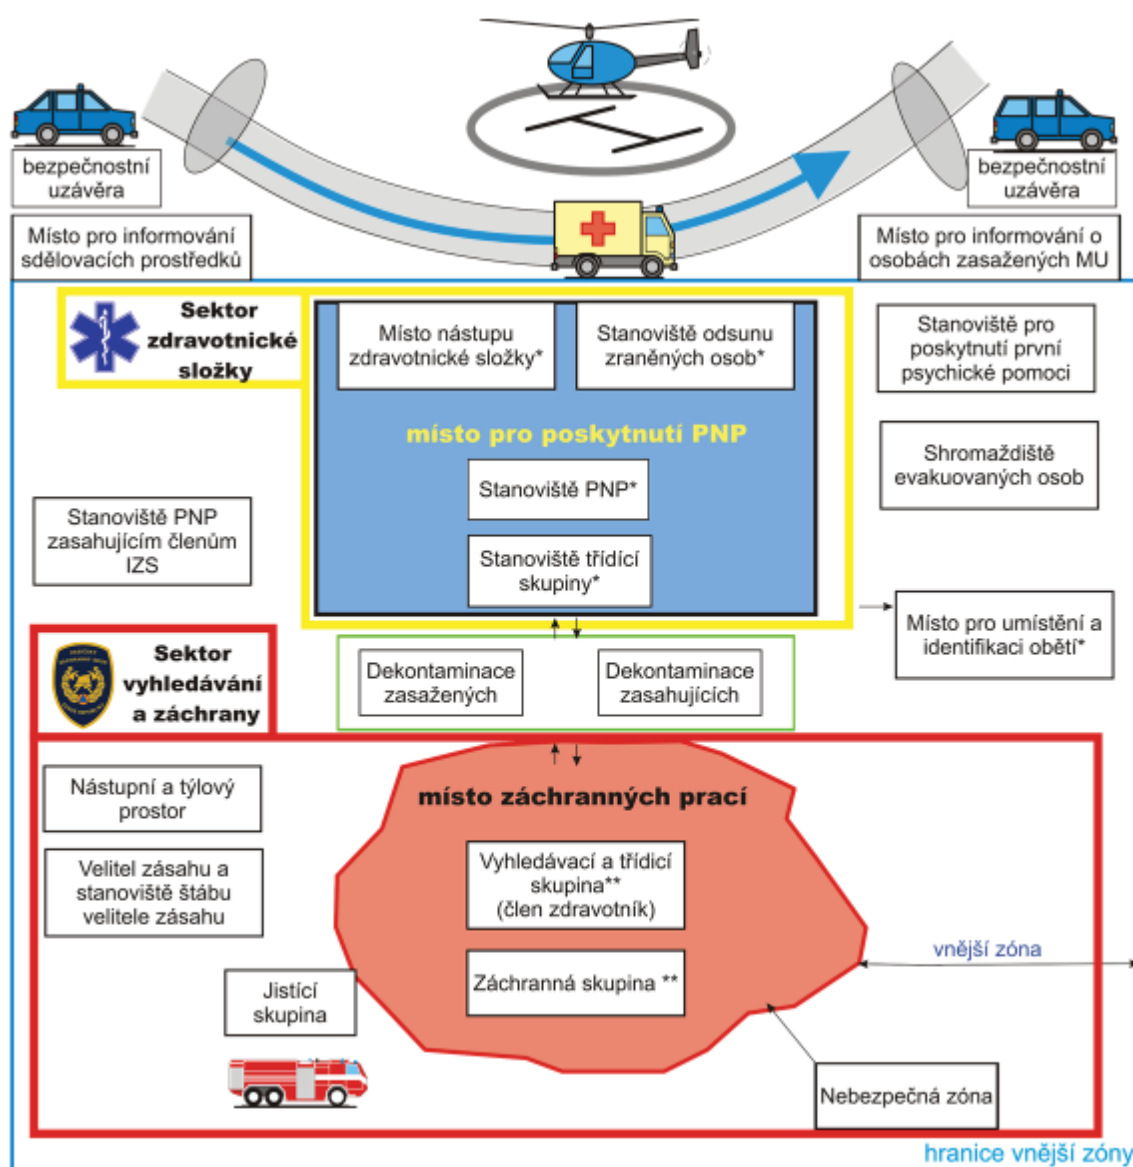 bezpečnostní
uzávěra
bezpečnostní
uzávěra
Místo pro informování
sdělovacích prostředků
Místo pro informování o
osobách zasažených MU
Sektor
zdravotnické
složky
Místo nástupu
zdravotnické složky*
Stanoviště odsunu
zraněných osob*
Stanoviště pro
poskytnutí první
psychické pomoci
místo pro poskytnutí PNP
Shromaždiště
evakuovaných osob
Stanoviště PNP*
Stanoviště PNP
zasahujícím členům
IZS
Stanoviště třídící
skupiny*
Místo pro umístění a
identifikaci obětí*
Sektor
vyhledávání
a záchrany
Dekontaminace
zasažených
Dekontaminace
zasahujících
Nástupní a týlový
prostor
místo záchranných prací
Velitel zásahu a
stanoviště štábu
velitele zásahu
Vyhledávací a třídicí
skupina**
(člen zdravotník)
vnější zóna
Záchranná skupina **
Jistící
skupina
Nebezpečná zóna
hranice vnější zóny